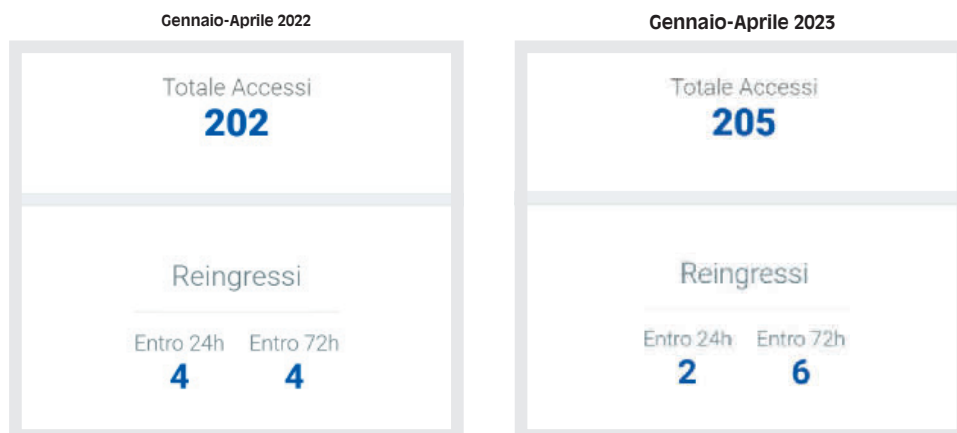 Gennaio-Aprile 2022
Totale Accessi
202
Reingressi
Entro 24h Entro 72h
4 4
Gennaio-Aprile 2023
Totale Accessi
205
Reingressi
Entro 24h Entro 72h
2 6